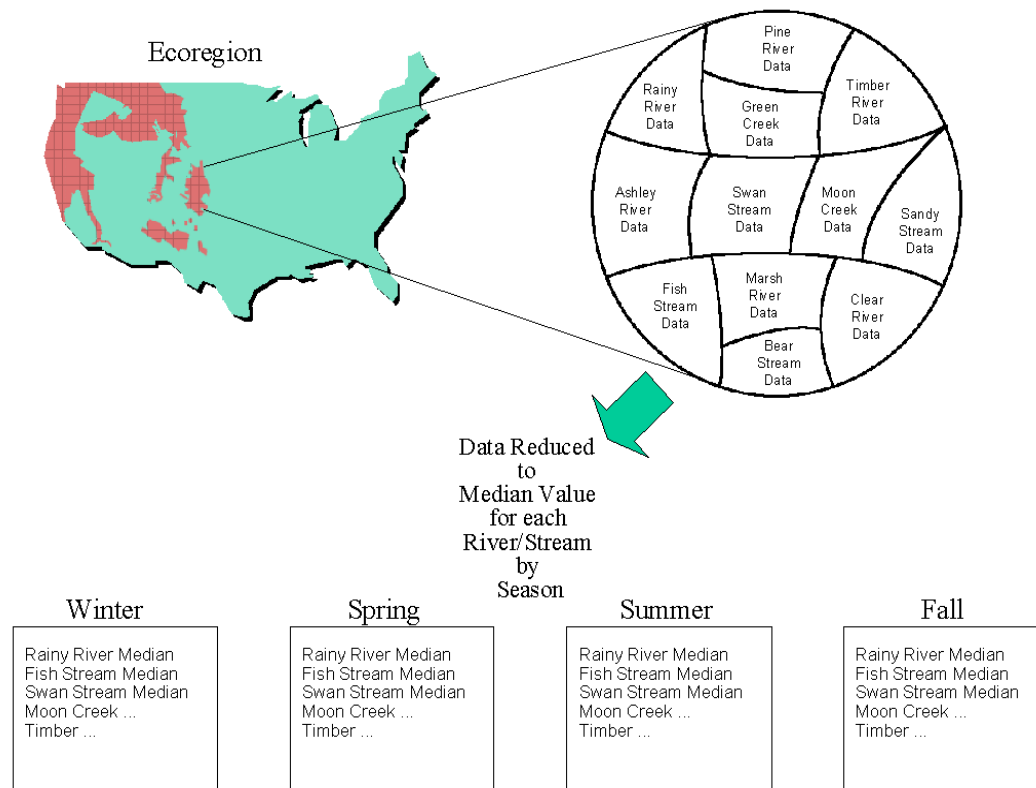 Ecoregion
Pine
River
Data
Rainy
River
Data
Green
Creek
Data
Timber
River
Data
Ashley
River
Data
Swan
Stream
Data
Moon
Creek
Data
Sandy
Stream
Data
Fish
Stream
Data
Marsh
River
Data
Clear
River
Data
Bear
Stream
Data
Data Reduced
to
Median Value
for each
River/Stream
by
Season
Winter
Rainy River Median
Fish Stream Median
Swan Stream Median
Moon Creek ...
Timber ...
Spring
Rainy River Median
Fish Stream Median
Swan Stream Median
Moon Creek ...
Timber ...
Summer
Rainy River Median
Fish Stream Median
Swan Stream Median
Moon Creek ...
Timber ...
Fall
Rainy River Median
Fish Stream Median
Swan Stream Median
Moon Creek ...
Timber ...